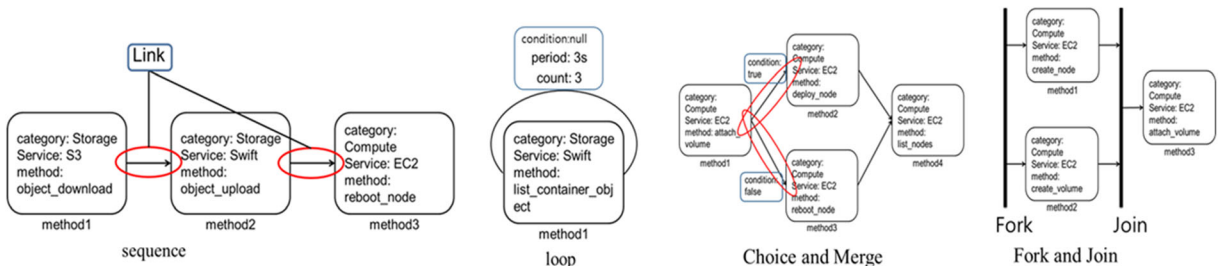 Link
category: Storage
Service: S3
method:
object_download
method1
category: Storage
Service: Swift
method:
object_upload
method2
category:
Compute
Service: EC2
method:
reboot_node
method3
sequence
condition:null
period: 3s
count: 3
category: Storage
Service: Swift
method:
list_container_obj
ect
method1
loop
category:
Compute
Service: EC2
method: attach_
volume
method1
condition:
true
category:
Compute
Service: EC2
method:
deploy_node
method2
condition:
false
category:
Compute
Service: EC2
method:
reboot_node
method3
category:
Compute
Service: EC2
method:
list_nodes
method4
Choice and Merge
category:
Compute
Service: EC2
method:
create_node
method1
category:
Compute
Service: EC2
method:
create_volume
method2
category:
Compute
Service: EC2
method:
attach_volume
method3
Fork
Join
Fork and Join